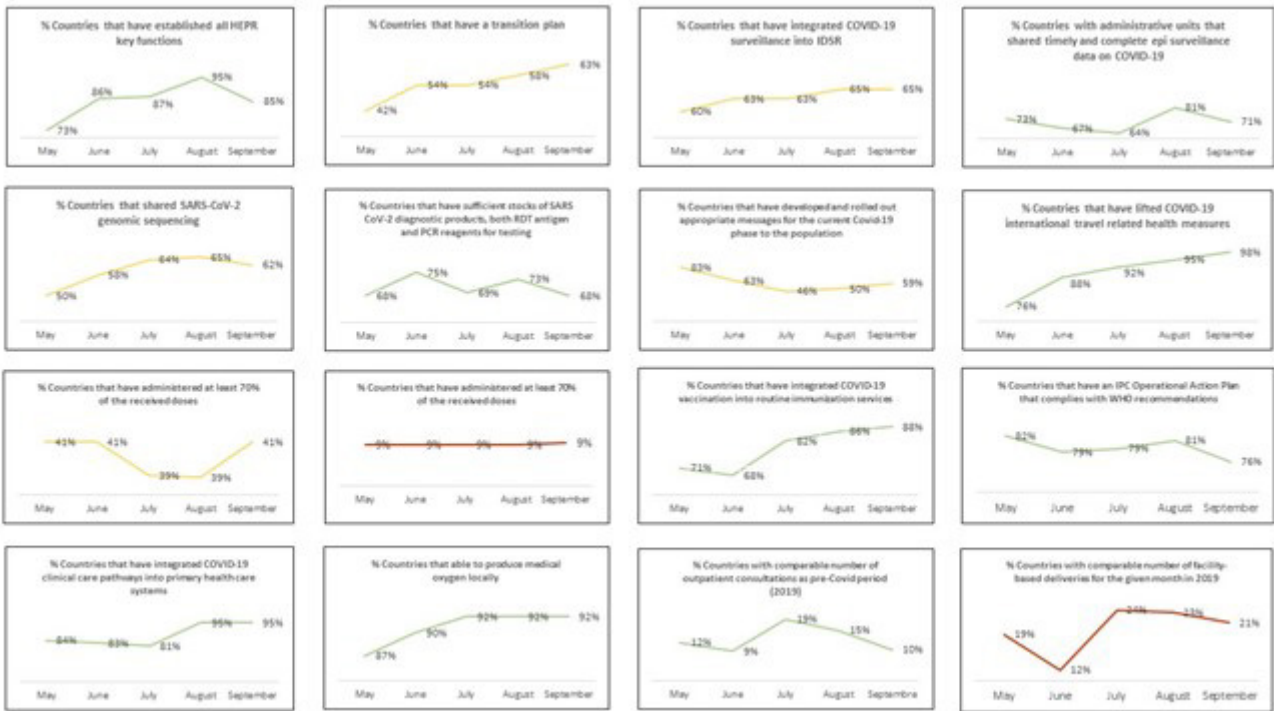 % Countries that have established all HEPR
key functions
95%
86%
87%
85%
73%
May June July August September
% Countries that have a transition plan
63%
58%
54% 54%
42%
May June July August September
% Countries that have integrated COVID-19
surveillance into IDSR
65% 65%
63% 63%
60%
May June July August September
% Countries with administrative units that
shared timely and complete epi surveillance
data on COVID-19
81%
73%
71%
67%
64%
May June July August September
% Countries that shared SARS-CoV-2
genomic sequencing
64% 65%
62%
58%
50%
May June July August September
% Countries that have sufficient stocks of SARS
CoV-2 diagnostic products, both RDT antigen
and PCR reagents for testing
75%
73%
68%
69%
68%
May June July August September
% Countries that have developed and rolled out
appropriate messages for the current Covid-19
phase to the population
83%
63%
59%
46% 50%
May June July August September
% Countries that have lifted COVID-19
international travel related health measures
98%
95%
92%
88%
76%
May June July August September
% Countries that have administered at least 70%
of the received doses
41% 41% 41%
39% 39%
May June July August September
% Countries that have administered at least 70%
of the received doses
9% 9% 9% 9% 9%
May June July August September
% Countries that have integrated COVID-19
vaccination into routine immunization services
88%
86%
82%
71%
68%
May June July August September
% Countries that have an IPC Operational Action Plan
that complies with WHO recommendations
82%
81%
79% 79%
76%
May June July August September
% Countries that have integrated COVID-19
clinical care pathways into primary health care
systems
95% 95%
84% 83% 81%
May June July August September
% Countries that able to produce medical
oxygen locally
92% 92% 92%
90%
87%
May June July August September
% Countries with comparable number of
outpatient consultations as pre-Covid period
(2019)
19%
15%
12%
9%
10%
May June July August Septembre
% Countries with comparable number of facility-
based deliveries for the given month in 2019
24% 23%
21%
19%
12%
May June July August September